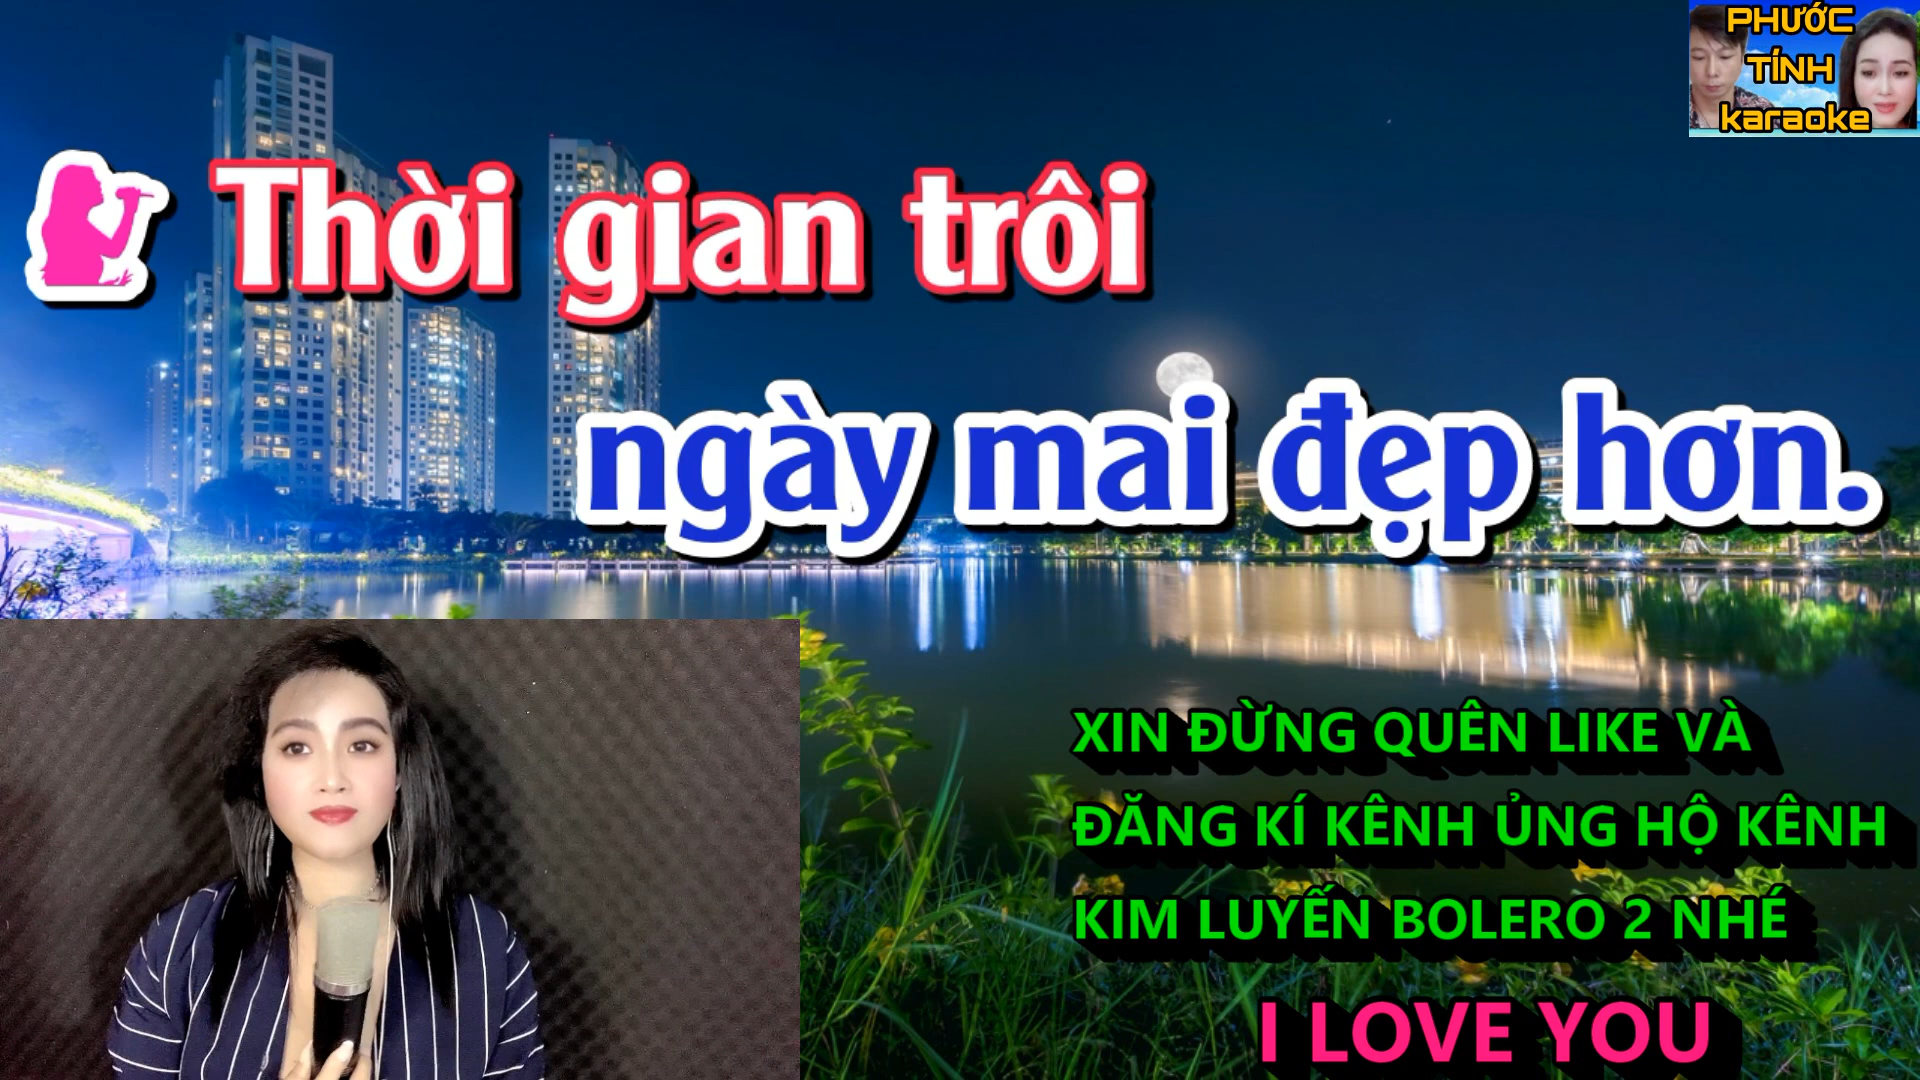 PHƯỚC
TÍNH
karaoke
Thời gian trôi
ngày mai đẹp hơn.
XIN ĐỪNG QUÊN LIKE VÀ
ĐĂNG KÍ KÊNH ỦNG HỘ KÊNH
KIM LUYẾN BOLERO 2 NHÉ
I LOVE YOU